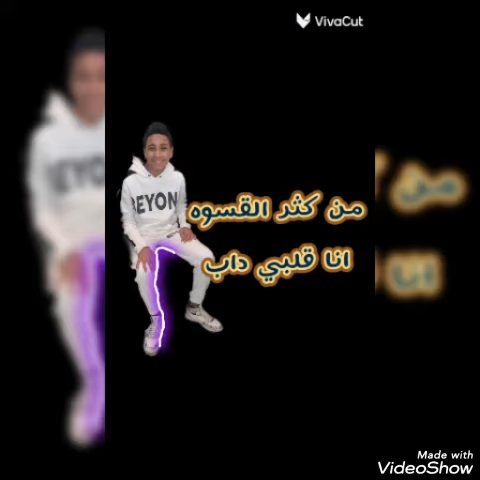 VivaCut
EYON
من كثر القسوه
انا قلبي داب
Made with
VideoShow